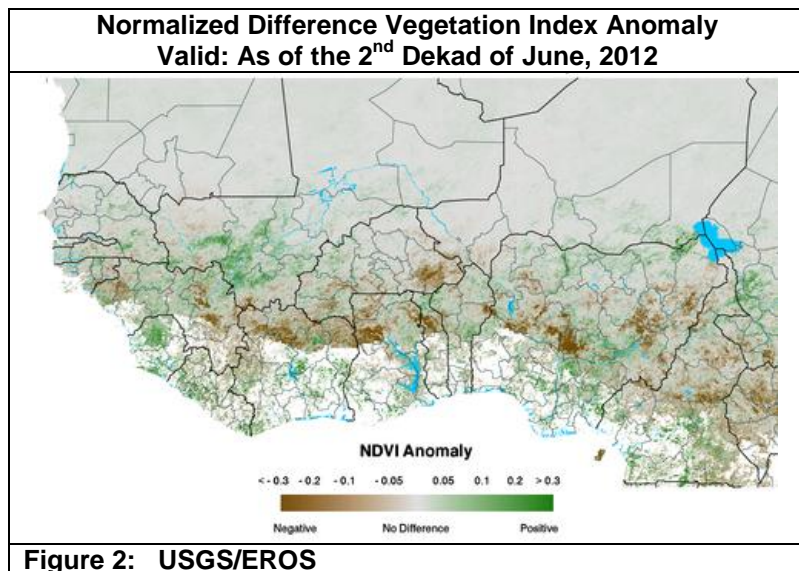 Normalized Difference Vegetation Index Anomaly
Valid: As of the 2nd Dekad of June, 2012
NDVI Anomaly
< - 0.3 - 0.2 - 0.1 - 0.05 0.05 0.1 0.2 > 0.3
Negative No Difference Positive
Figure 2: USGS/EROS